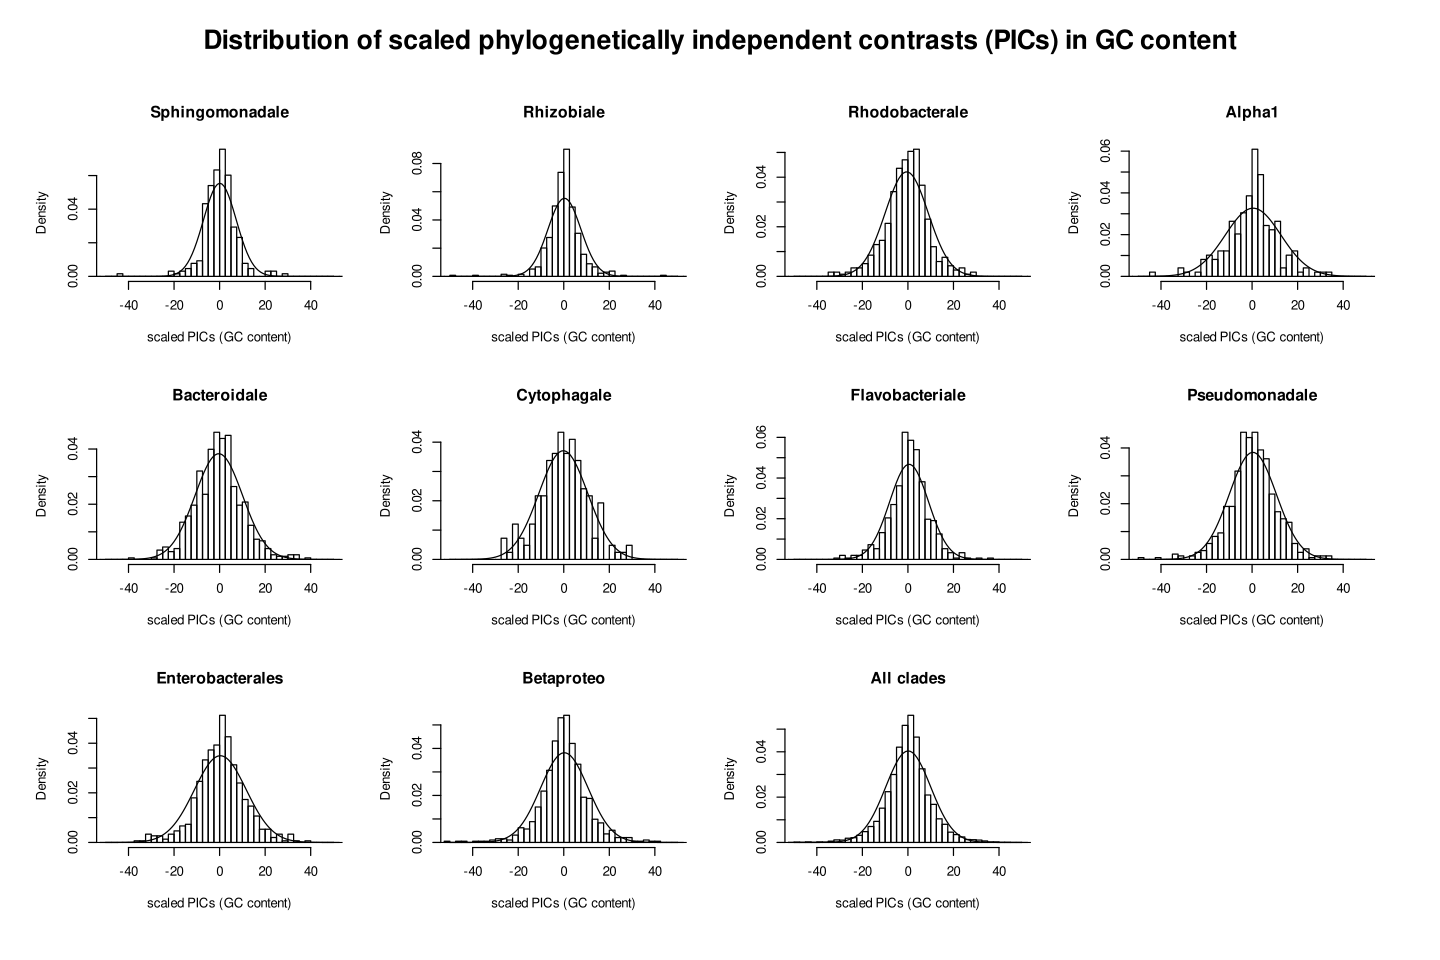 Distribution of scaled phylogenetically independent contrasts (PICs) in GC content
Sphingomonadale
Density
0.00 0.04
-40 -20 0 20 40
scaled PICs (GC content)
Rhizobiale
Density
0.00 0.04 0.08
-40 -20 0 20 40
scaled PICs (GC content)
Rhodobacterale
Density
0.00 0.02 0.04
-40 -20 0 20 40
scaled PICs (GC content)
Alpha1
Density
0.00 0.02 0.04 0.06
-40 -20 0 20 40
scaled PICs (GC content)
Bacteroidale
Density
0.00 0.02 0.04
-40 -20 0 20 40
scaled PICs (GC content)
Cytophagale
Density
0.00 0.02 0.04
-40 -20 0 20 40
scaled PICs (GC content)
Flavobacteriale
Density
0.00 0.02 0.04 0.06
-40 -20 0 20 40
scaled PICs (GC content)
Pseudomonadale
Density
0.00 0.02 0.04
-40 -20 0 20 40
scaled PICs (GC content)
Enterobacterales
Density
0.00 0.02 0.04
-40 -20 0 20 40
scaled PICs (GC content)
Betaproteo
Density
0.00 0.02 0.04
-40 -20 0 20 40
scaled PICs (GC content)
All clades
Density
0.00 0.02 0.04
-40 -20 0 20 40
scaled PICs (GC content)